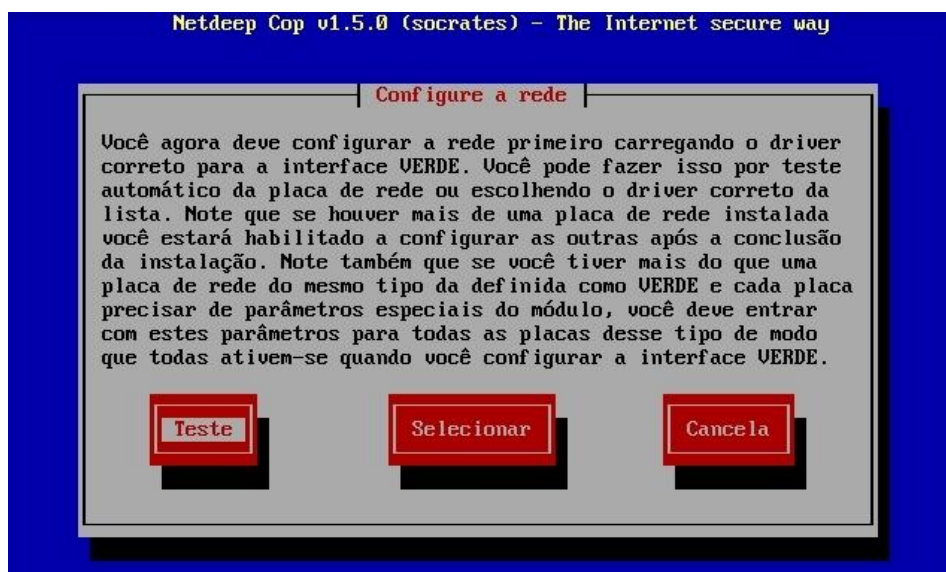 Netdeep Cop v1.5.0 (socrates) - The Internet secure way
Configure a rede
Você agora deve configurar a rede primeiro carregando o driver
correto para a interface VERDE. Você pode fazer isso por teste
automático da placa de rede ou escolhendo o driver correto da
lista. Note que se houver mais de uma placa de rede instalada
você estará habilitado a configurar as outras após a conclusão
da instalação. Note também que se você tiver mais do que uma
placa de rede do mesmo tipo da definida como VERDE e cada placa
precisar de parâmetros especiais do módulo, você deve entrar
com estes parâmetros para todas as placas desse tipo de modo
que todas ativem-se quando você configurar a interface VERDE.
Teste Selecionar Cancela